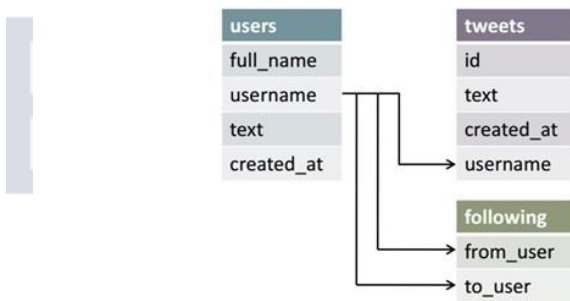 users
full_name
username
text
created_at
tweets
id
text
created_at
username
following
from_user
to_user